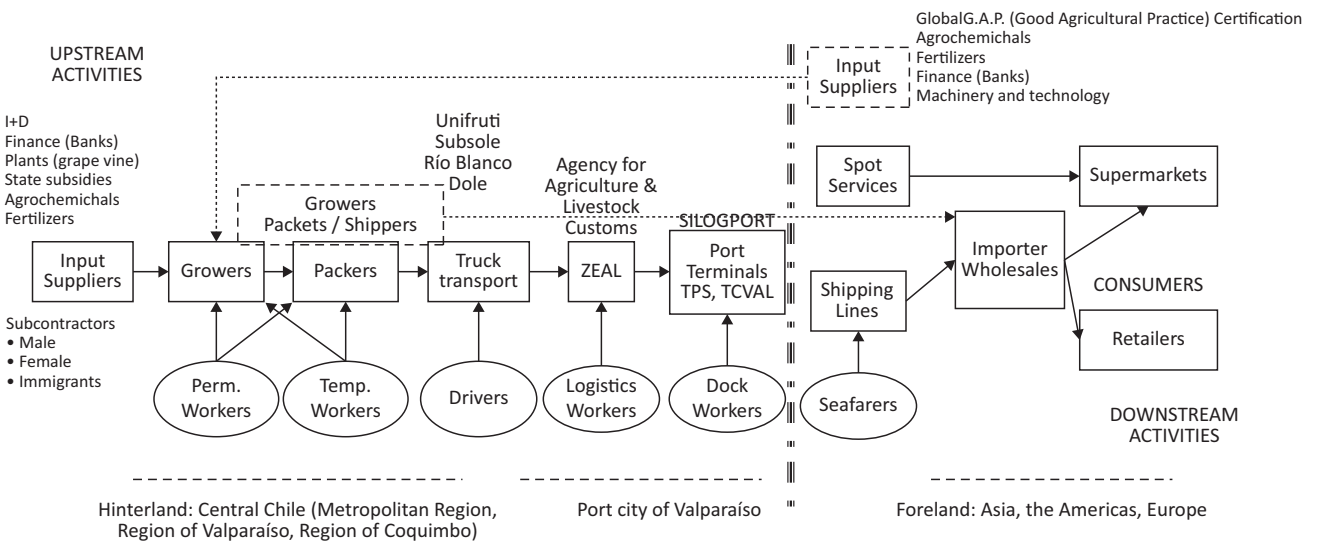 GlobalG.A.P. (Good Agricultural Practice) Certification
Agrochemichals
Fertilizers
Finance (Banks)
Machinery and technology
UPSTREAM
ACTIVITIES
Input
Suppliers
I+D
Finance (Banks)
Plants (grape vine)
State subsidies
Agrochemichals
Fertilizers
Unifruti
Subsole
Río Blanco
Dole
Growers
Packets / Shippers
Agency for
Agriculture &
Livestock
Customs
SILOGPORT
Spot
Services
Supermarkets
Input
Suppliers
Growers
Packers
Truck
transport
ZEAL
Port
Terminals
TPS, TCVAL
Shipping
Lines
Importer
Wholesales
CONSUMERS
Retailers
Subcontractors
• Male
• Female
• Immigrants
Perm.
Workers
Temp.
Workers
Drivers
Logistics
Workers
Dock
Workers
Seafarers
DOWNSTREAM
ACTIVITIES
Hinterland: Central Chile (Metropolitan Region,
Region of Valparaíso, Region of Coquimbo)
Port city of Valparaíso
Foreland: Asia, the Americas, Europe